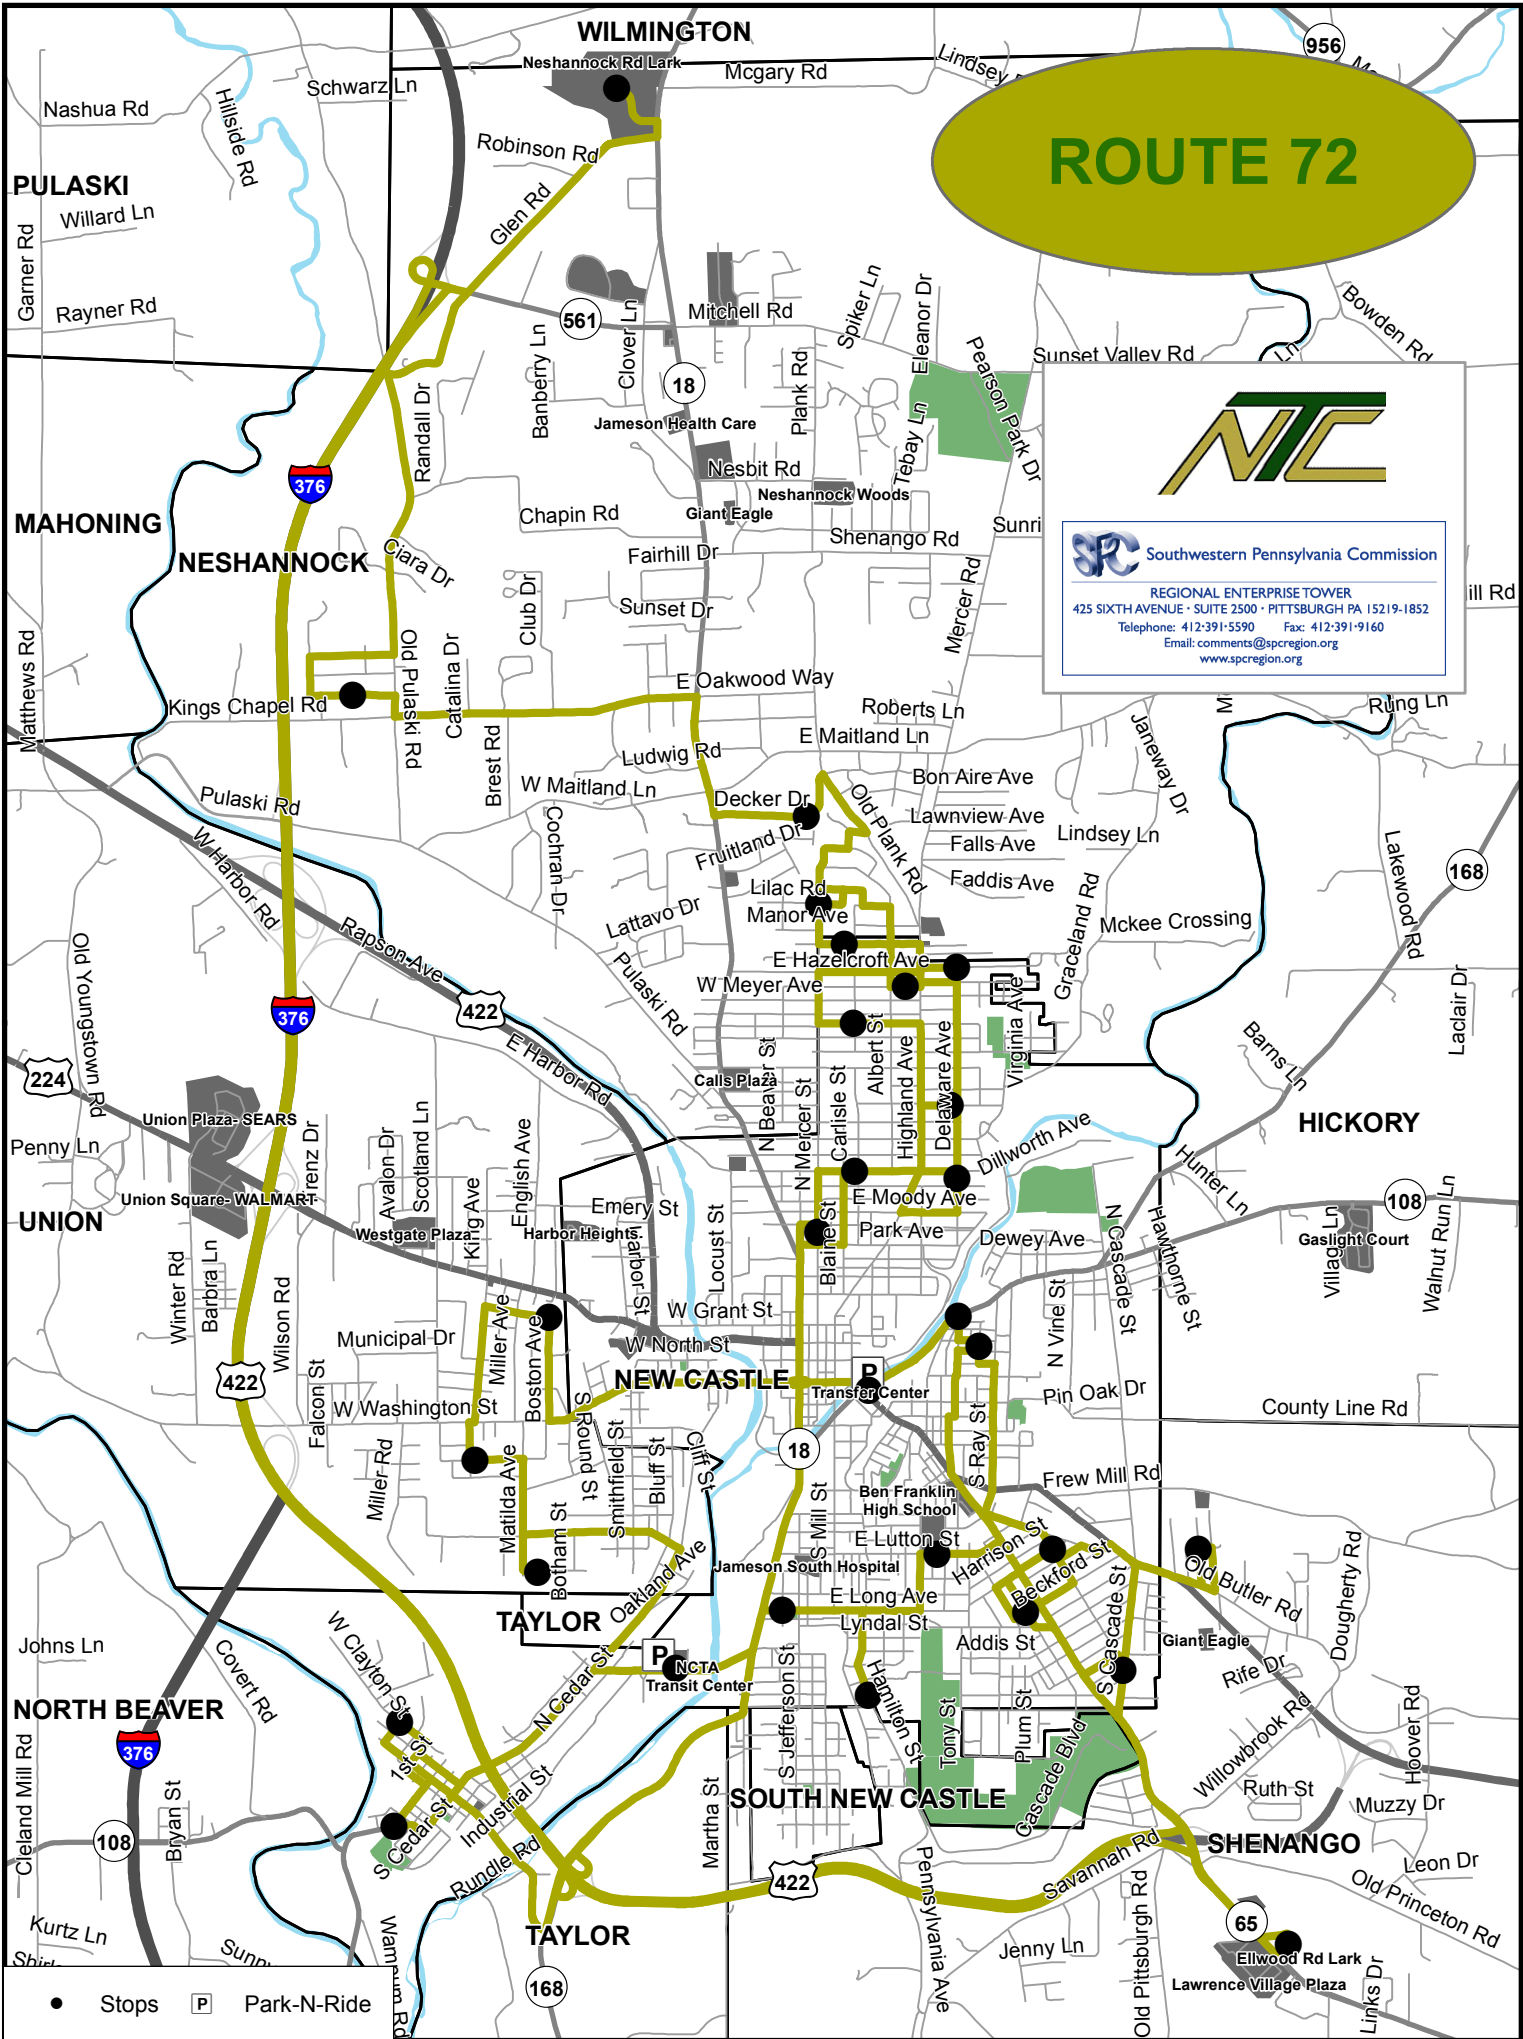 WILMINGTON
Neshannock Rd Lark
Mcgary Rd
956
Schwarz Ln
Nashua Rd
Hillside Rd
Robinson Rd
ROUTE 72
PULASKI
Willard Ln
Glen Rd
Garner Rd
Rayner Rd
561
Clover Ln
Mitchell Rd
Spiker Ln
Eleanor Dr
Bowden Rd
Banberry Ln
Pearson Park Dr
Sunset Valley Rd
Ln
18
Plank Rd
Randall Dr
Jameson Health Care
Tebay Ln
NTC
376
Nesbit Rd
Neshannock Woods
MAHONING
Chapin Rd
Giant Eagle
Shenango Rd
Sunri
Fairhill Dr
NESHANNOCK
Ciara Dr
SPC Southwestern Pennsylvania Commission
REGIONAL ENTERPRISE TOWER
425 SIXTH AVENUE • SUITE 2500 • PITTSBURGH PA 15219-1852
Telephone: 412•391•5590 Fax: 412•391•9160
Email: comments@spcregion.org
www.spcregion.org
ill Rd
Club Dr
Sunset Dr
Mercer Rd
Matthews Rd
Old Pulaski Rd
Catalina Dr
E Oakwood Way
Kings Chapel Rd
Roberts Ln
Rung Ln
E Maitland Ln
Janeway Dr
Ludwig Rd
Brest Rd
W Maitland Ln
Bon Aire Ave
Pulaski Rd
Decker Dr
Old Plank Rd
Lawnview Ave
Cochran Dr
Fruitland Dr
Falls Ave
Lindsey Ln
W Harbor Rd
Lakewood Rd
168
Lilac Rd
Faddis Ave
Manor Ave
Graceland Rd
Mckee Crossing
Lattavo Dr
Old Youngstown Rd
Rapson Ave
E Hazelcroft Ave
Pulaski Rd
W Meyer Ave
376
422
Virginia Ave
Laclair Dr
E Harbor Rd
Albert St
Barns Ln
224
N Beaver St
Highland Ave
Delaware Ave
Calls Plaza
Carlisle St
N Mercer St
Union Plaza- SEARS
HICKORY
Penny Ln
Scotland Ln
Avalon Dr
English Ave
Dillworth Ave
Hunter Ln
Union Square- WALMART
King Ave
Emery St
E Moody Ave
108
UNION
Westgate Plaza
Harbor Heights
Locust St
Park Ave
Dewey Ave
N Cascade St
Hawthorne St
Gaslight Court
Walnut Run Ln
Blaine St
Winter Rd
Barbra Ln
Wilson Rd
W Grant St
N Vine St
Municipal Dr
Miller Ave
Boston Ave
W North St
422
Falcon St
NEW CASTLE
P
Transfer Center
Pin Oak Dr
W Washington St
County Line Rd
S Round St
Smithfield St
Bluff St
Cliff St
18
S Ray St
Miller Rd
Matilda Ave
Frew Mill Rd
Botham St
S Mill St
Ben Franklin
High School
E Lutton St
Harrison St
Jameson South Hospital
Oakland Ave
Beckford St
Old Butler Rd
Dougherty Rd
E Long Ave
TAYLOR
Lyndal St
S Cascade St
Johns Ln
W Clayton St
Covert Rd
P
NCTA
Transit Center
Addis St
Giant Eagle
Rife Dr
N Cedar St
S Jefferson St
Hamilton St
NORTH BEAVER
Tony St
Plum St
Willowbrook Rd
Hoover Rd
376
1st St
Cascade Blvd
Ruth St
Cleland Mill Rd
Bryan St
SOUTH NEW CASTLE
Muzzy Dr
Industrial St
Martha St
108
S Cedar St
SHENANGO
Rundle Rd
422
Savannah Rd
Leon Dr
Pennsylvania Ave
Old Pittsburgh Rd
Old Princeton Rd
Kurtz Ln
TAYLOR
65
Jenny Ln
Ellwood Rd Lark
Lawrence Village Plaza
Links Dr
168
Stops
P Park-N-Ride